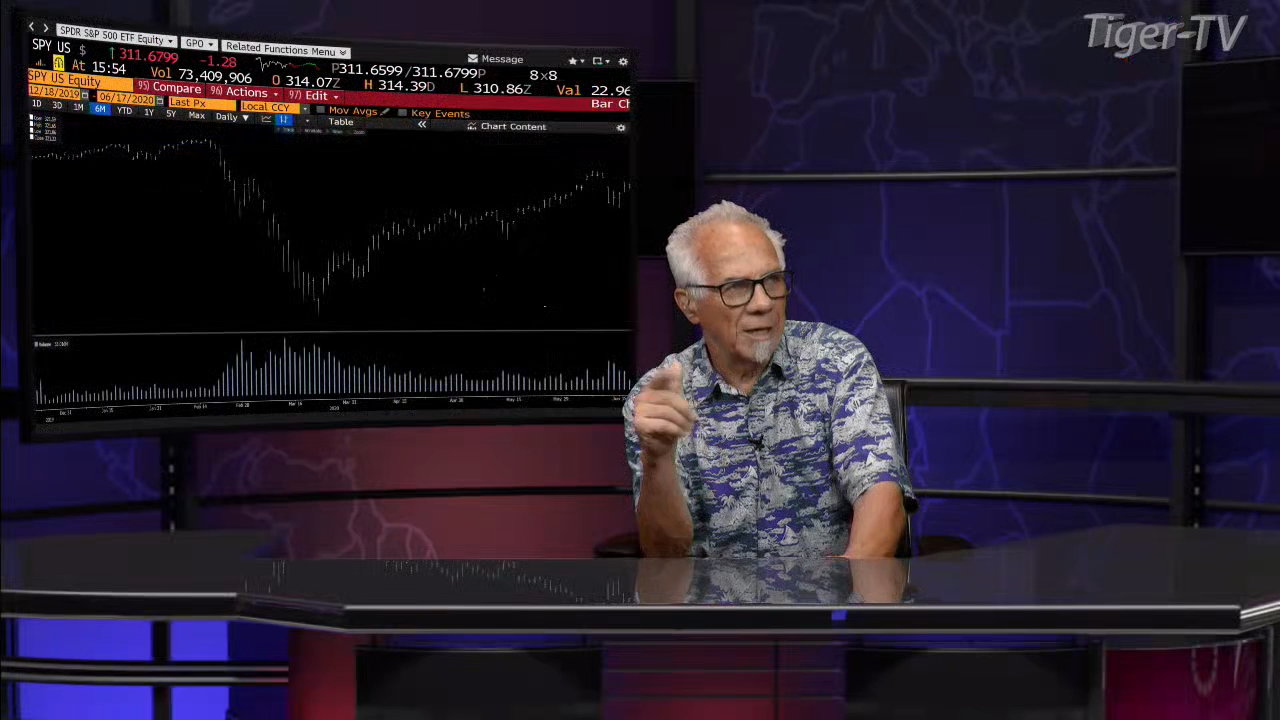 Tiger-TV
SPDR S&P 500 ETF Equity GPO Related Functions Menu
SPY US $ ↑ 311.6799 -1.28 P311.6599 /311.6799P Message
At 15:54 Vol 73,409,906 O 314.07Z H 314.39D L 310.86Z 8×8 Val 22.96
SPY US Equity 95) Compare 96) Actions 97) Edit Bar Ch
12/18/2019 - 06/17/2020 Last Px Local CCY Mov Avgs Key Events
1D 3D 1M 6M YTD 1Y 5Y Max Daily ▼ Table « Chart Content